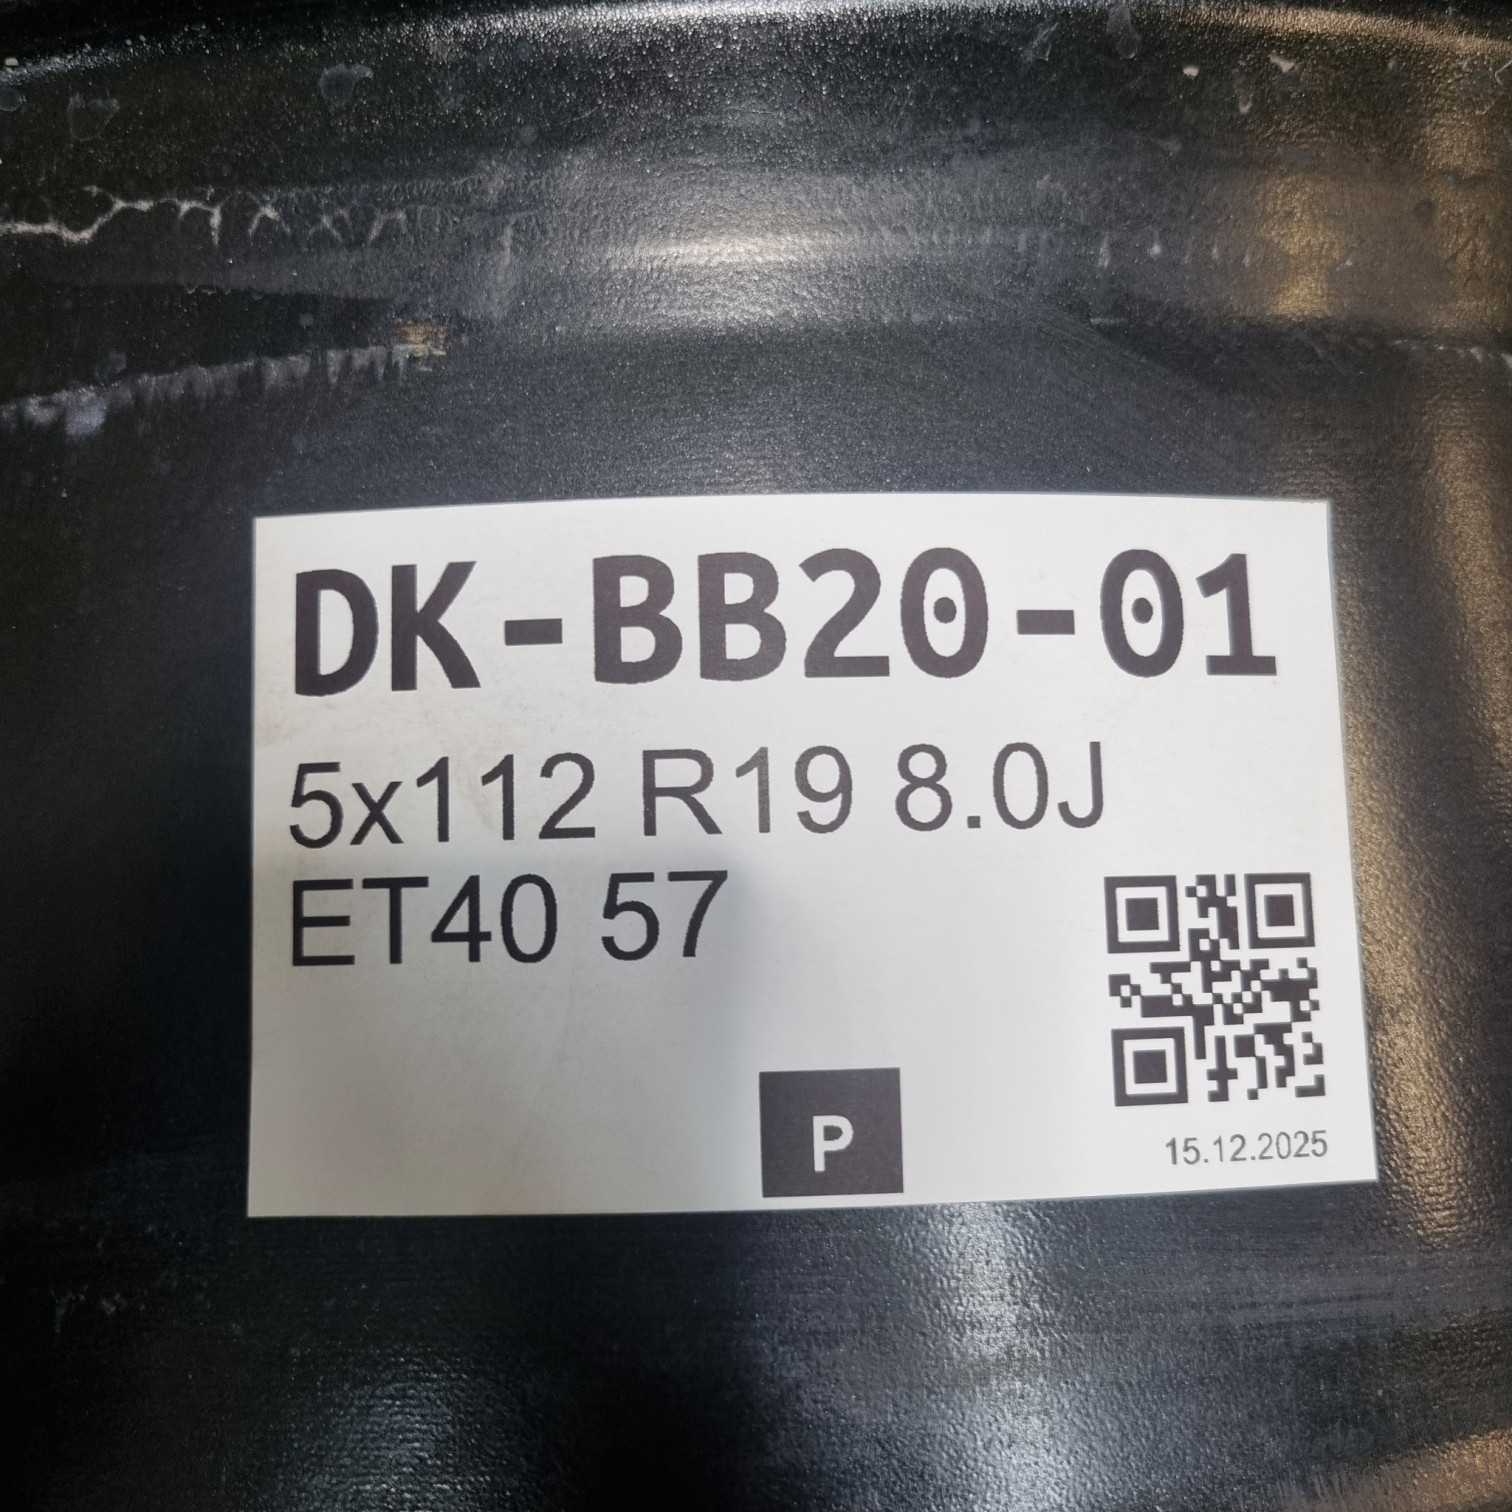 DK-BB20-01
5x112 R19 8.0J
ET40 57
P
15.12.2025